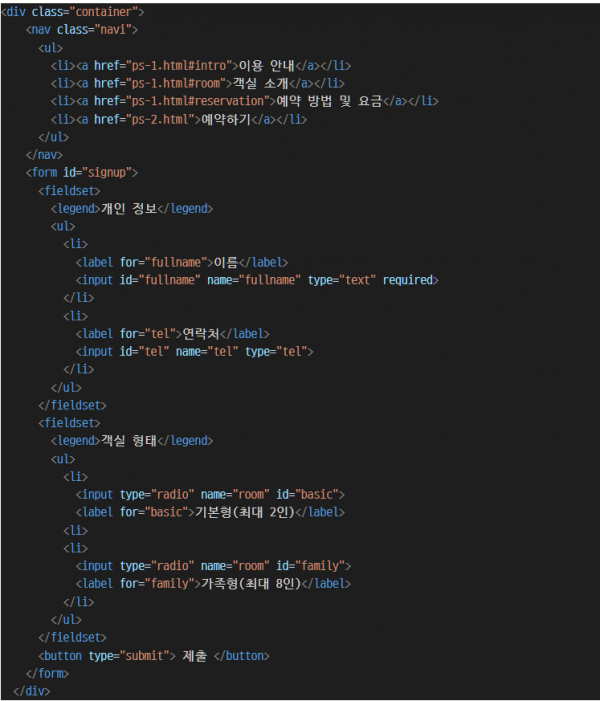 <div class="container">
<nav class="navi">
<ul>
<li><a href="ps-1.html#intro">이용 안내</a></li>
<li><a href="ps-1.html#room">객실 소개</a></li>
<li><a href="ps-1.html#reservation">예약 방법 및 요금</a></li>
<li><a href="ps-2.html">예약하기</a></li>
</ul>
</nav>
<form id="signup">
<fieldset>
<legend>개인 정보</legend>
<ul>
<li>
<label for="fullname">이름</label>
<input id="fullname" name="fullname" type="text" required>
</li>
<li>
<label for="tel">연락처</label>
<input id="tel" name="tel" type="tel">
</li>
</ul>
</fieldset>
<fieldset>
<legend>객실 형태</legend>
<ul>
<li>
<input type="radio" name="room" id="basic">
<label for="basic">기본형(최대 2인)</label>
<li>
<li>
<input type="radio" name="room" id="family">
<label for="family">가족형(최대 8인)</label>
</li>
</ul>
</fieldset>
<button type="submit"> 제출 </button>
</form>
</div>